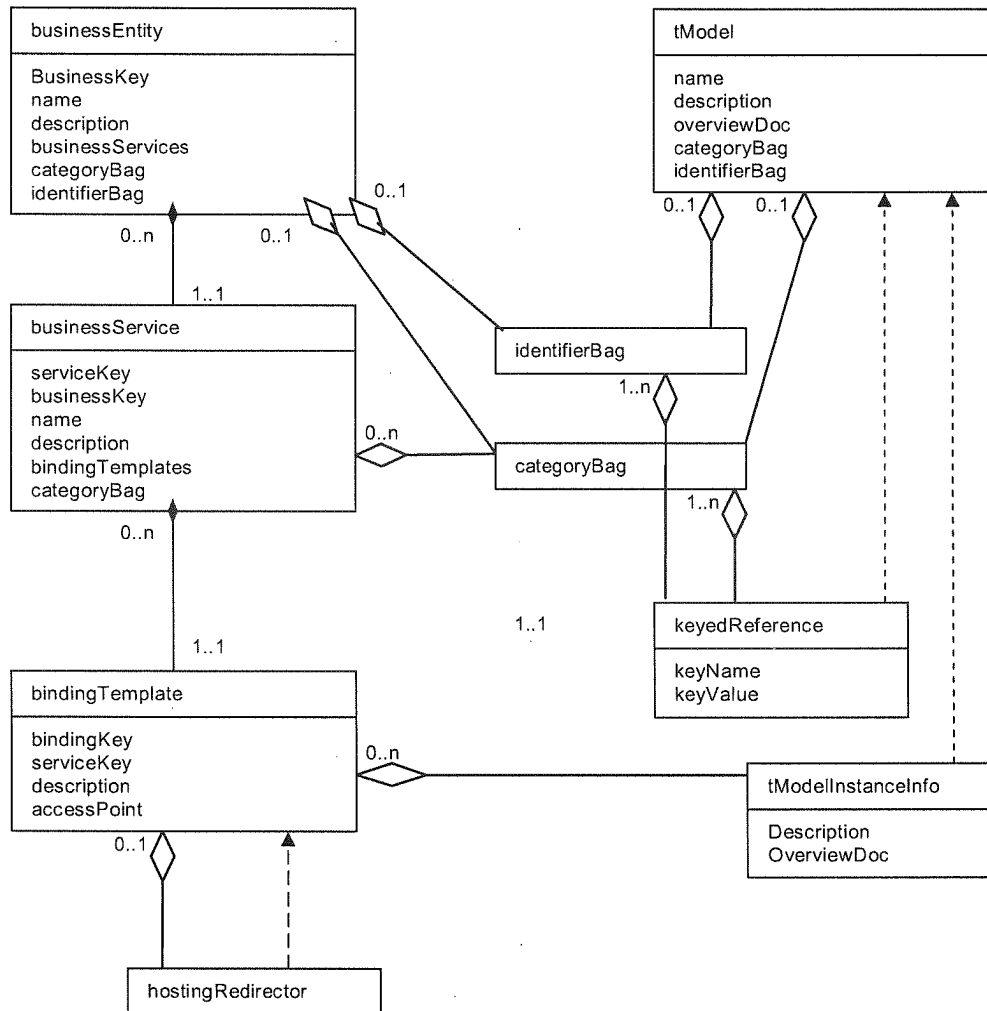 businessEntity
BusinessKey
name
description
businessServices
categoryBag
identifierBag
tModel
name
description
overviewDoc
categoryBag
identifierBag
0..1
0..n
0..1
0..1
0..1
1..1
businessService
serviceKey
businessKey
name
description
bindingTemplates
categoryBag
identifierBag
1..n
0..n
categoryBag
1..n
0..n
1..1
1..1
keyedReference
keyName
keyValue
bindingTemplate
bindingKey
serviceKey
description
accessPoint
0..n
tModelInstanceInfo
Description
OverviewDoc
0..1
hostingRedirector